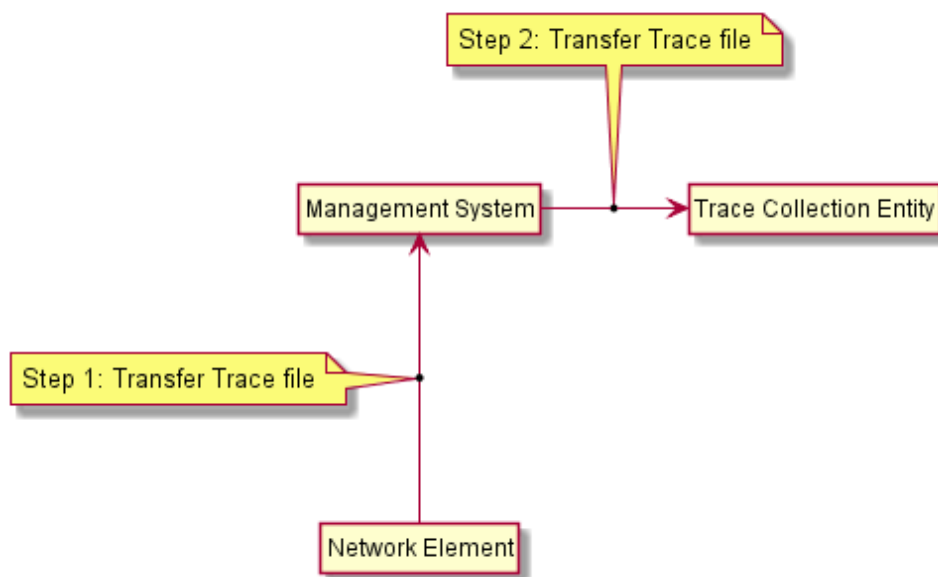 Step 2: Transfer Trace file
Management System
Trace Collection Entity
Step 1: Transfer Trace file
Network Element